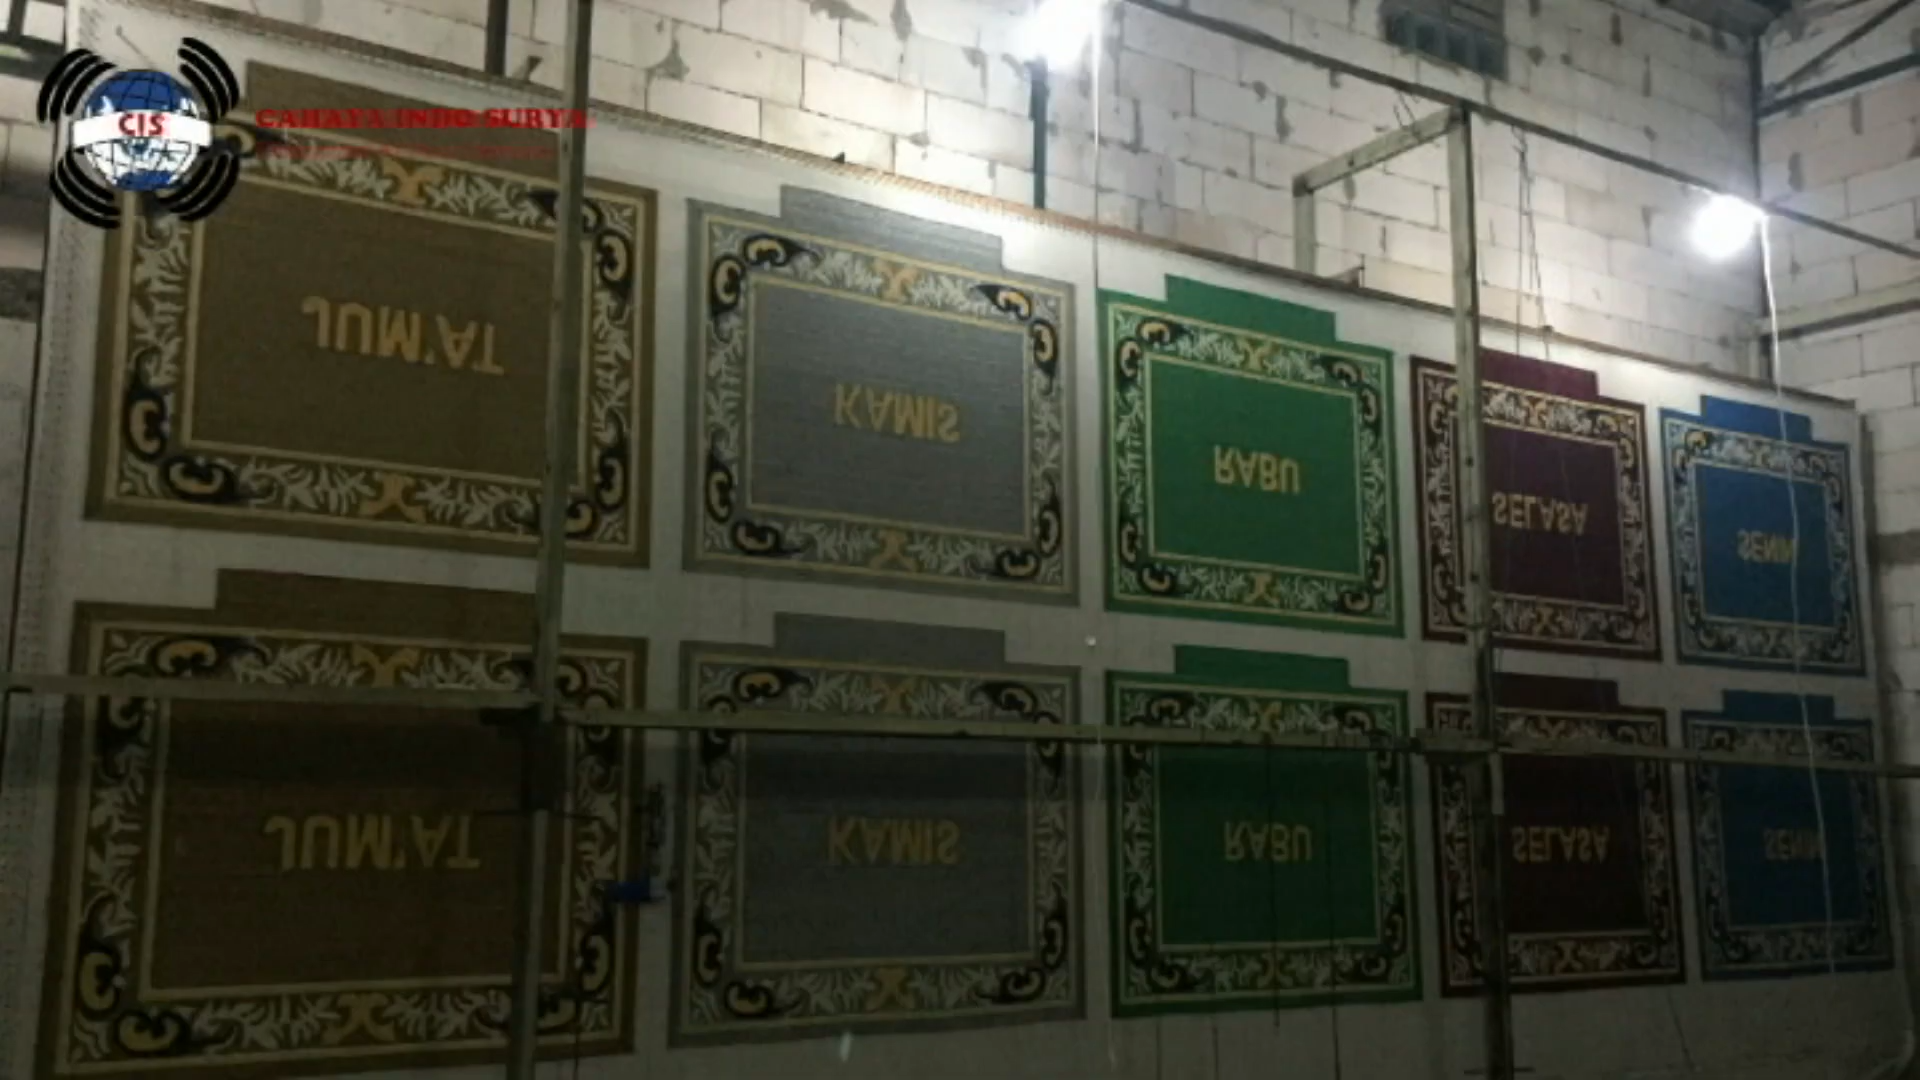 CIS
CAHAYA INDO SURYA
JUM'AT
KAMIS
RABU
SELASA
SENIN
JUM'AT
KAMIS
RABU
SELASA
SENIN